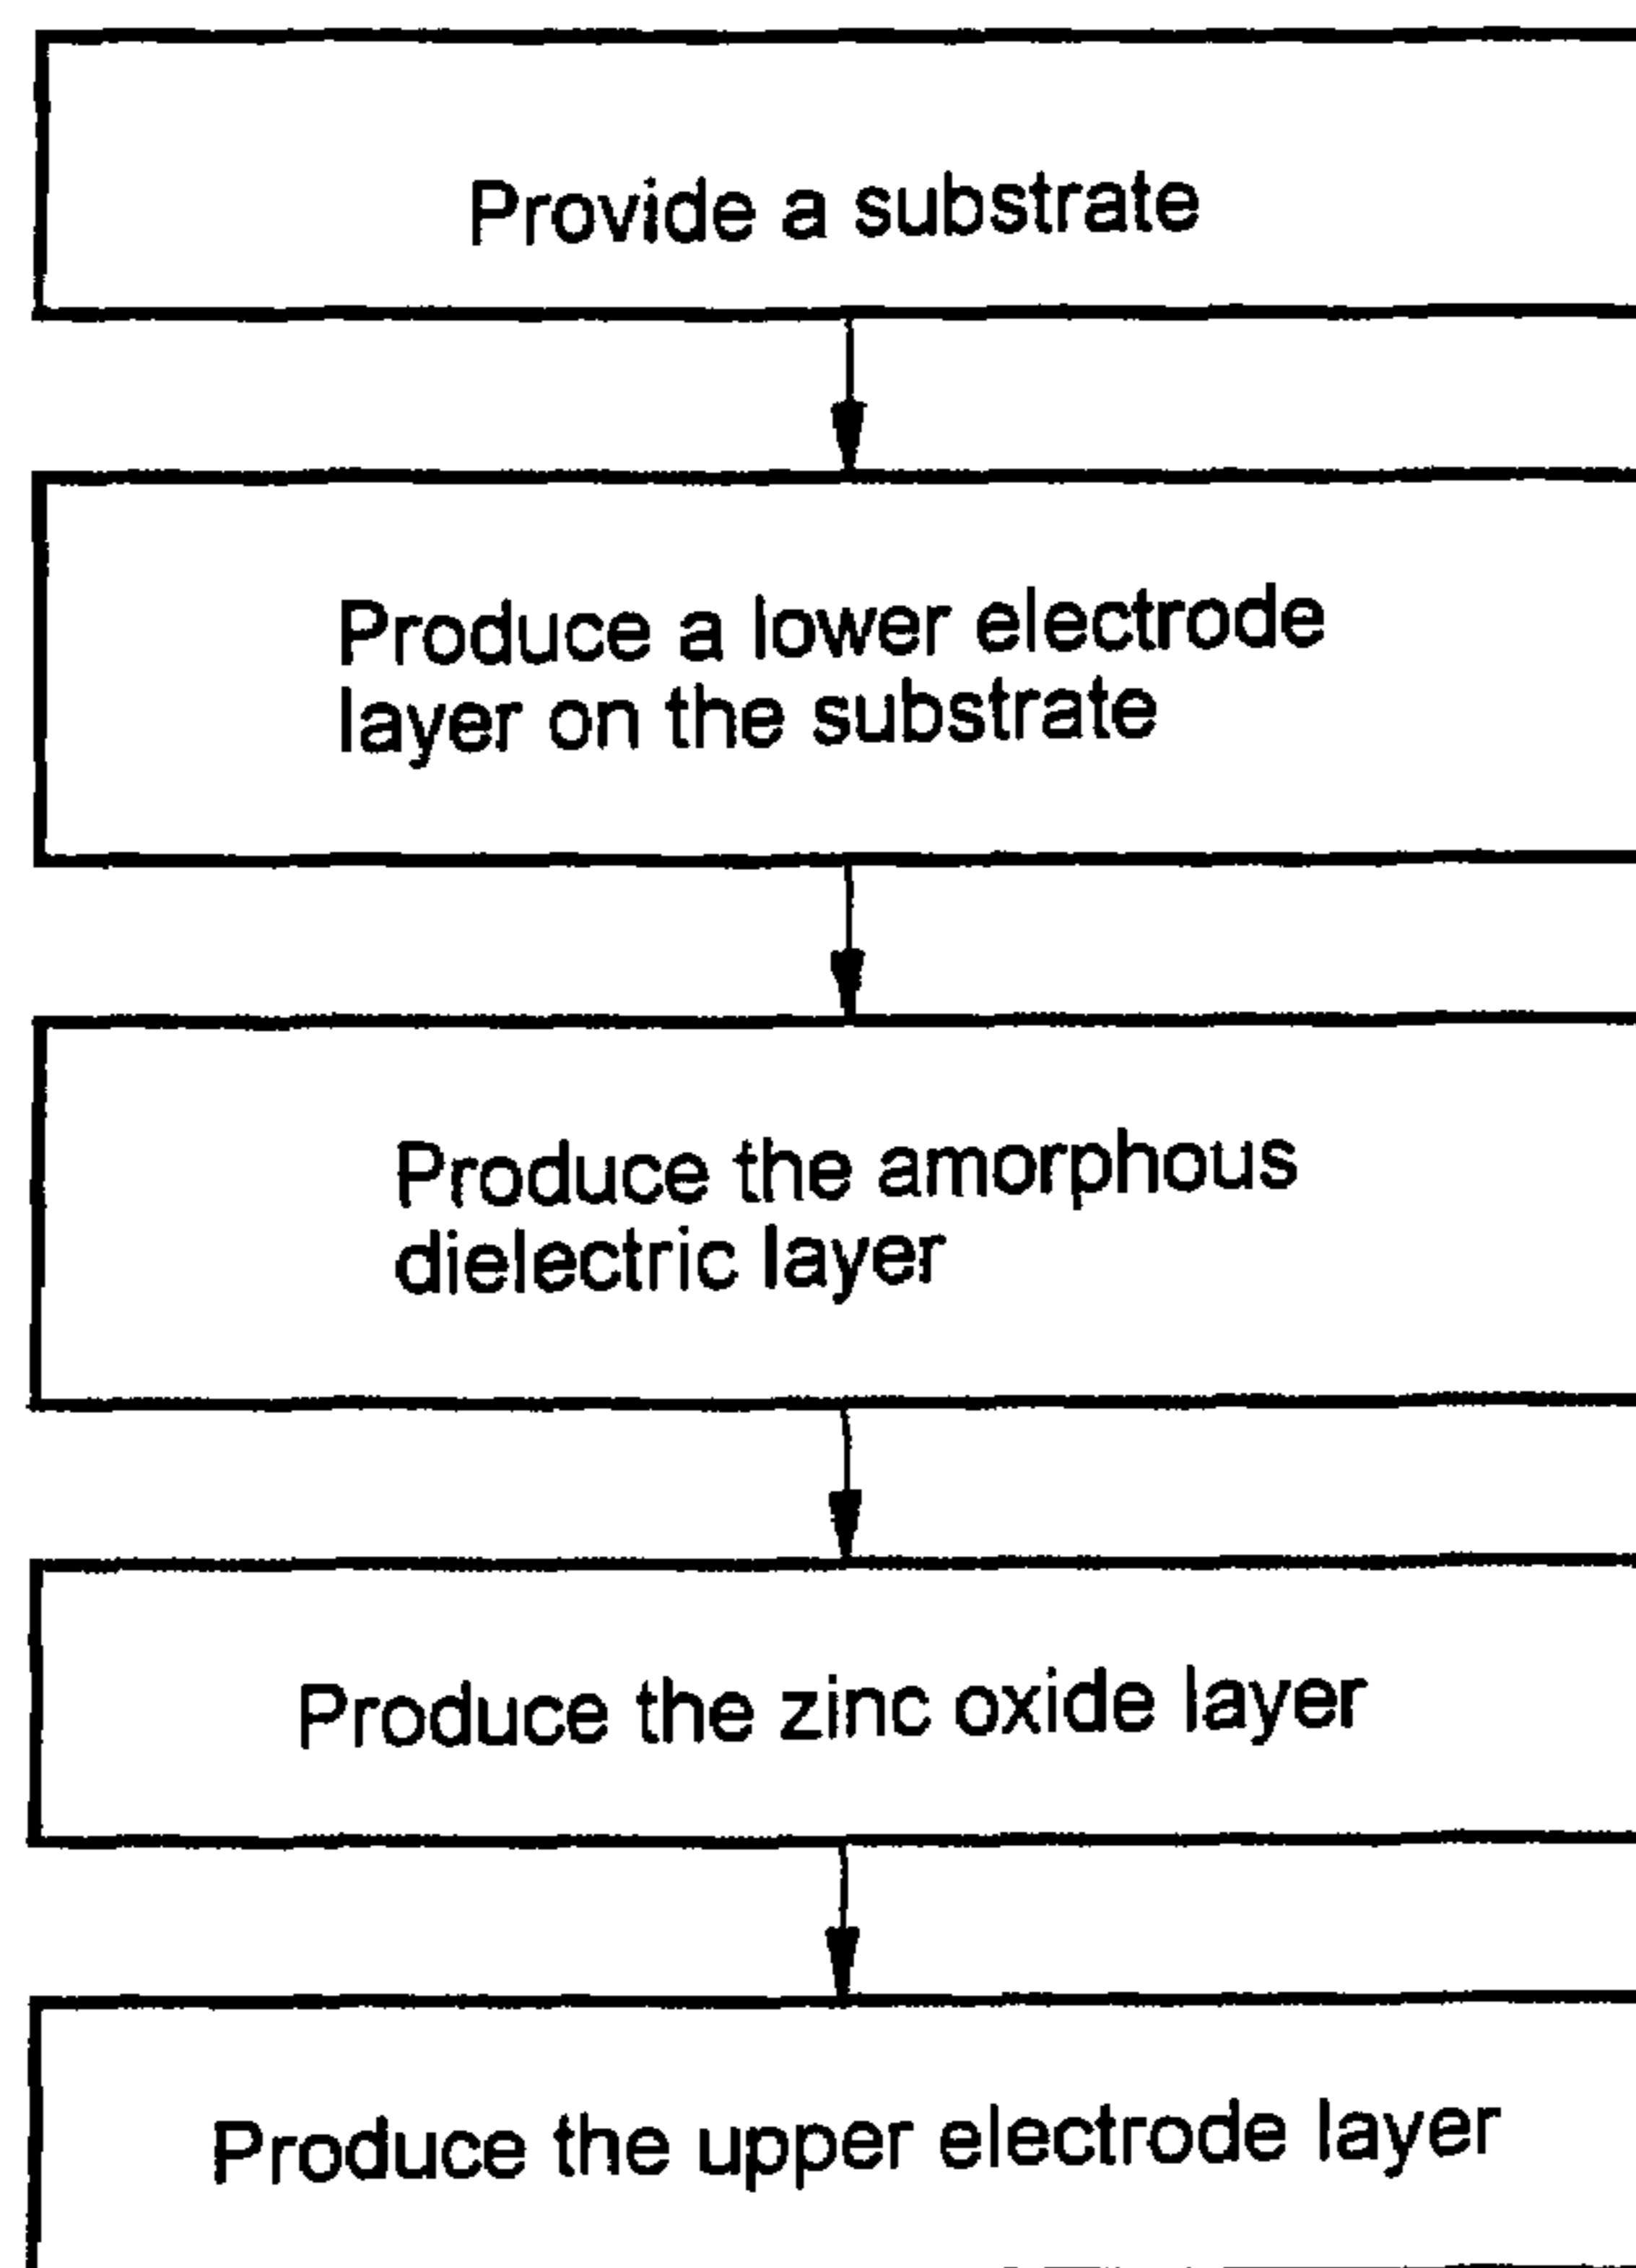 Provide a substrate
Produce a lower electrode
layer on the substrate
Produce the amorphous
dielectric layer
Produce the zinc oxide layer
Produce the upper electrode layer